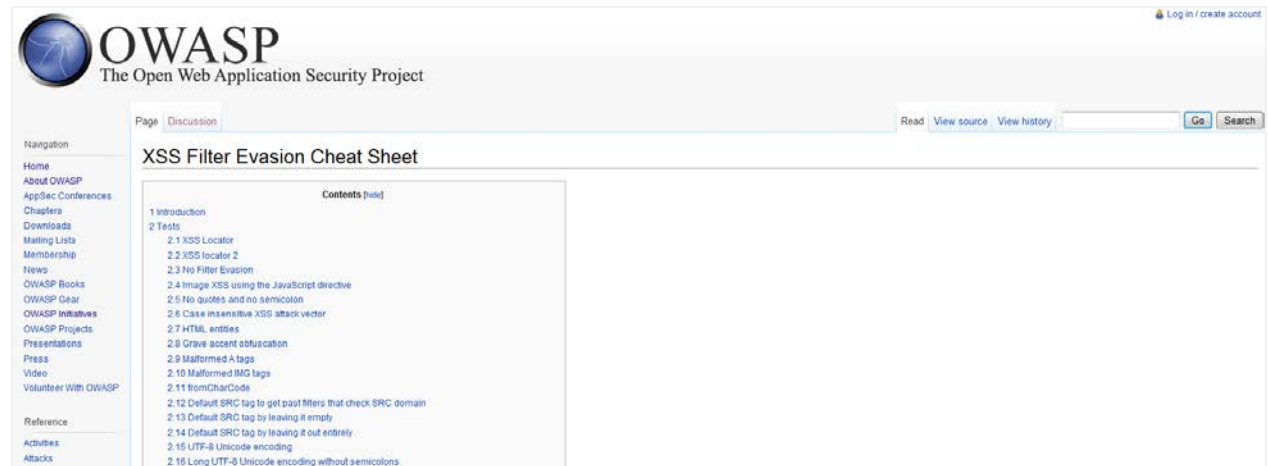 Log in / create account
OWASP
The Open Web Application Security Project
Page Discussion
Read View source View history
Go Search
Navigation
Home
About OWASP
AppSec Conferences
Chapters
Downloads
Mailing Lists
Membership
News
OWASP Books
OWASP Gear
OWASP Initiatives
OWASP Projects
Presentations
Press
Video
Volunteer With OWASP
Reference
Activities
Attacks
XSS Filter Evasion Cheat Sheet
Contents [hide]
1 Introduction
2 Tests
2.1 XSS Locator
2.2 XSS locator 2
2.3 No Filter Evasion
2.4 Image XSS using the JavaScript directive
2.5 No quotes and no semicolon
2.6 Case insensitive XSS attack vector
2.7 HTML entities
2.8 Grave accent obfuscation
2.9 Malformed A tags
2.10 Malformed IMG tags
2.11 fromCharCode
2.12 Default SRC tag to get past filters that check SRC domain
2.13 Default SRC tag by leaving it empty
2.14 Default SRC tag by leaving it out entirely
2.15 UTF-8 Unicode encoding
2.16 Long UTF-8 Unicode encoding without semicolons